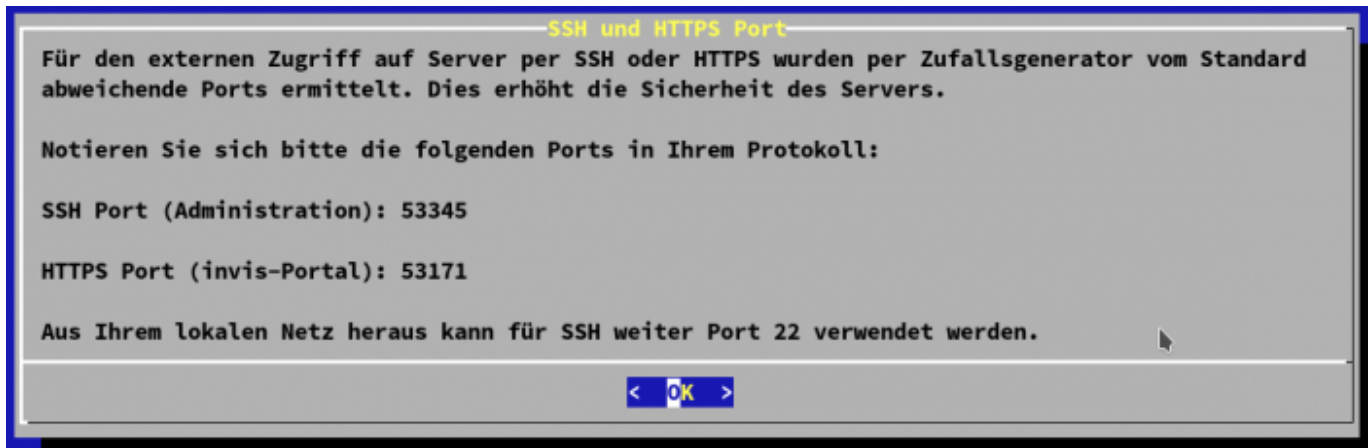 SSH und HTTPS Port
Für den externen Zugriff auf Server per SSH oder HTTPS wurden per Zufallsgenerator vom Standard
abweichende Ports ermittelt. Dies erhöht die Sicherheit des Servers.
Notieren Sie sich bitte die folgenden Ports in Ihrem Protokoll:
SSH Port (Administration): 53345
HTTPS Port (invis-Portal): 53171
Aus Ihrem lokalen Netz heraus kann für SSH weiter Port 22 verwendet werden.
< OK >